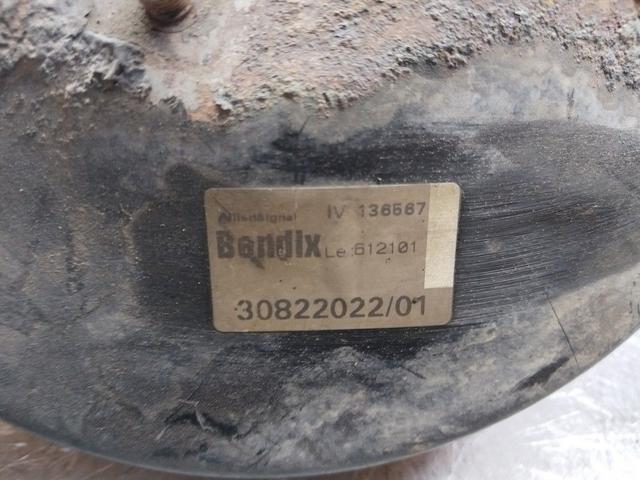 AlliedSignal IV 136567
Bendix Le:612101
30822022/01